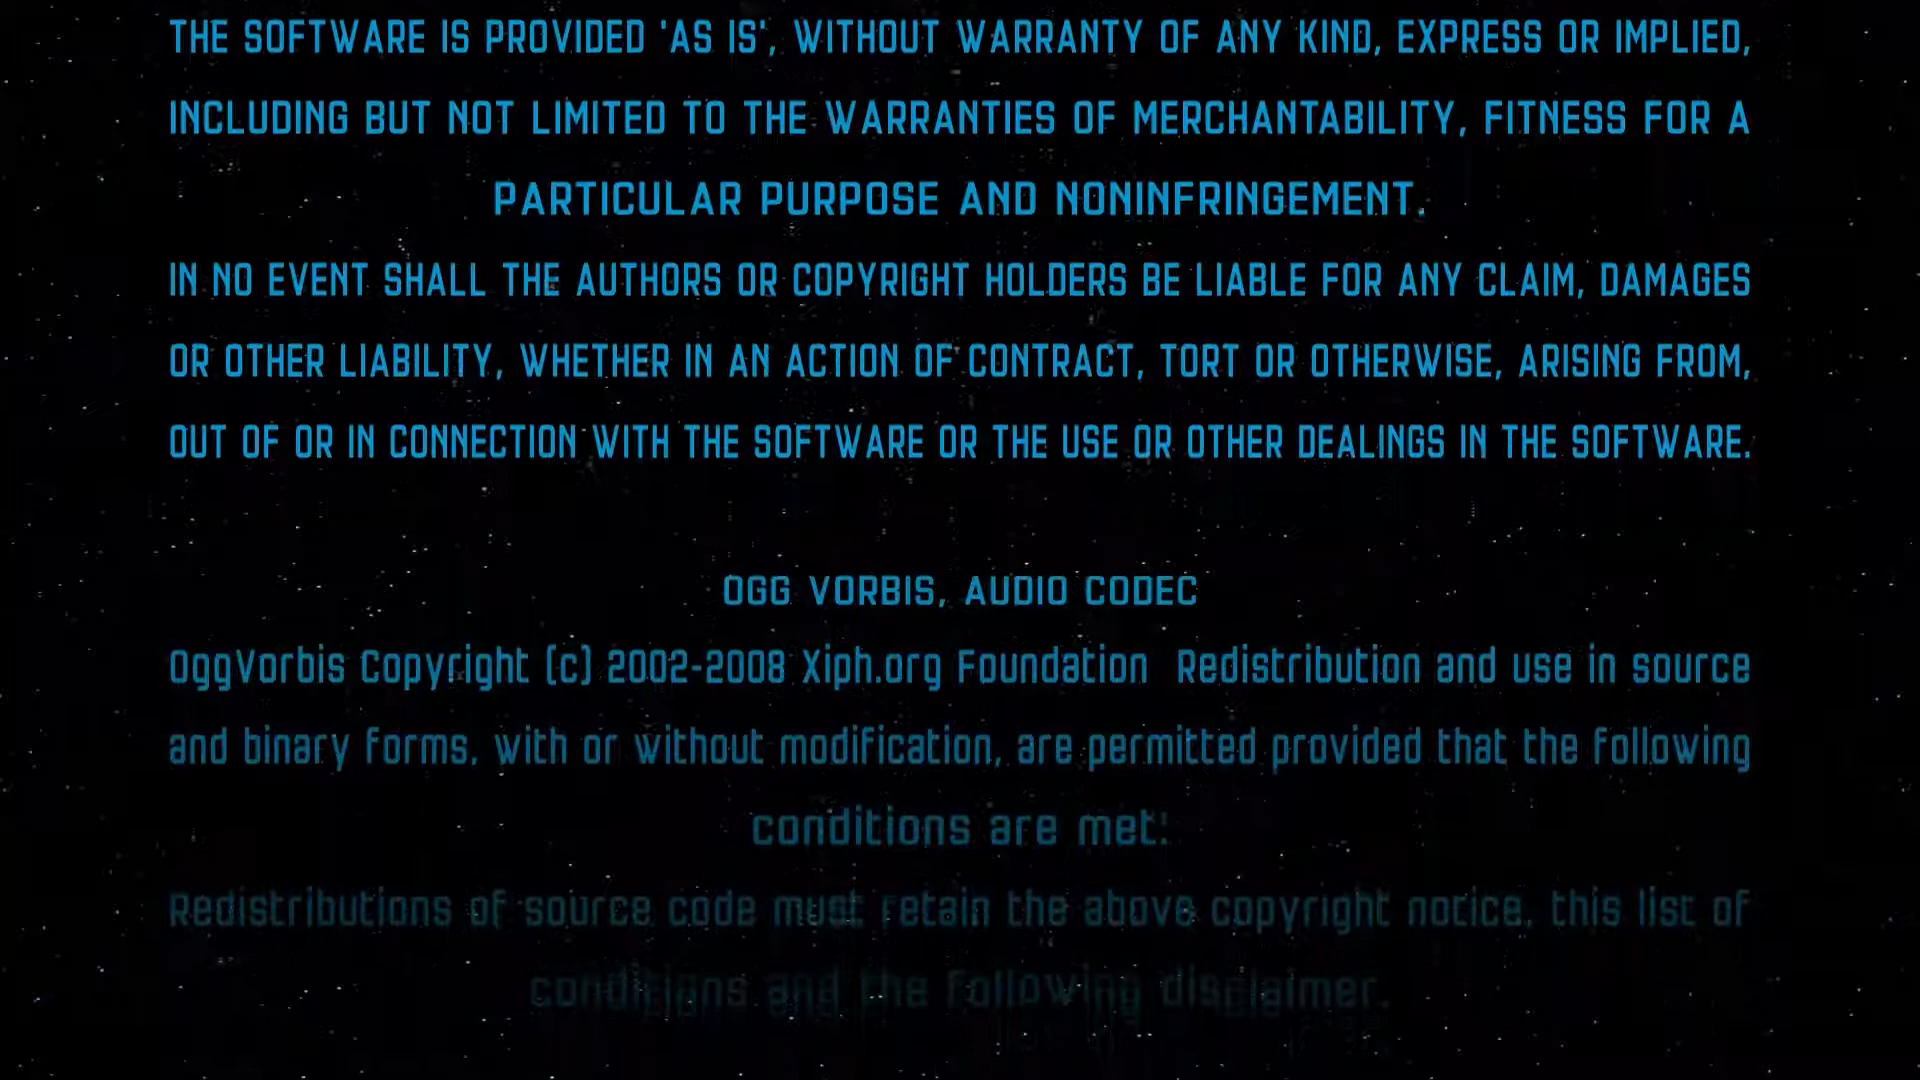 THE SOFTWARE IS PROVIDED 'AS IS', WITHOUT WARRANTY OF ANY KIND, EXPRESS OR IMPLIED,
INCLUDING BUT NOT LIMITED TO THE WARRANTIES OF MERCHANTABILITY, FITNESS FOR A
PARTICULAR PURPOSE AND NONINFRINGEMENT.
IN NO EVENT SHALL THE AUTHORS OR COPYRIGHT HOLDERS BE LIABLE FOR ANY CLAIM, DAMAGES
OR OTHER LIABILITY, WHETHER IN AN ACTION OF CONTRACT, TORT OR OTHERWISE, ARISING FROM,
OUT OF OR IN CONNECTION WITH THE SOFTWARE OR THE USE OR OTHER DEALINGS IN THE SOFTWARE.
OGG VORBIS, AUDIO CODEC
OggVorbis Copyright (c) 2002-2008 Xiph.org Foundation  Redistribution and use in source
and binary forms, with or without modification, are permitted provided that the following
conditions are met:
Redistributions of source code must retain the above copyright notice, this list of
conditions and the following disclaimer.